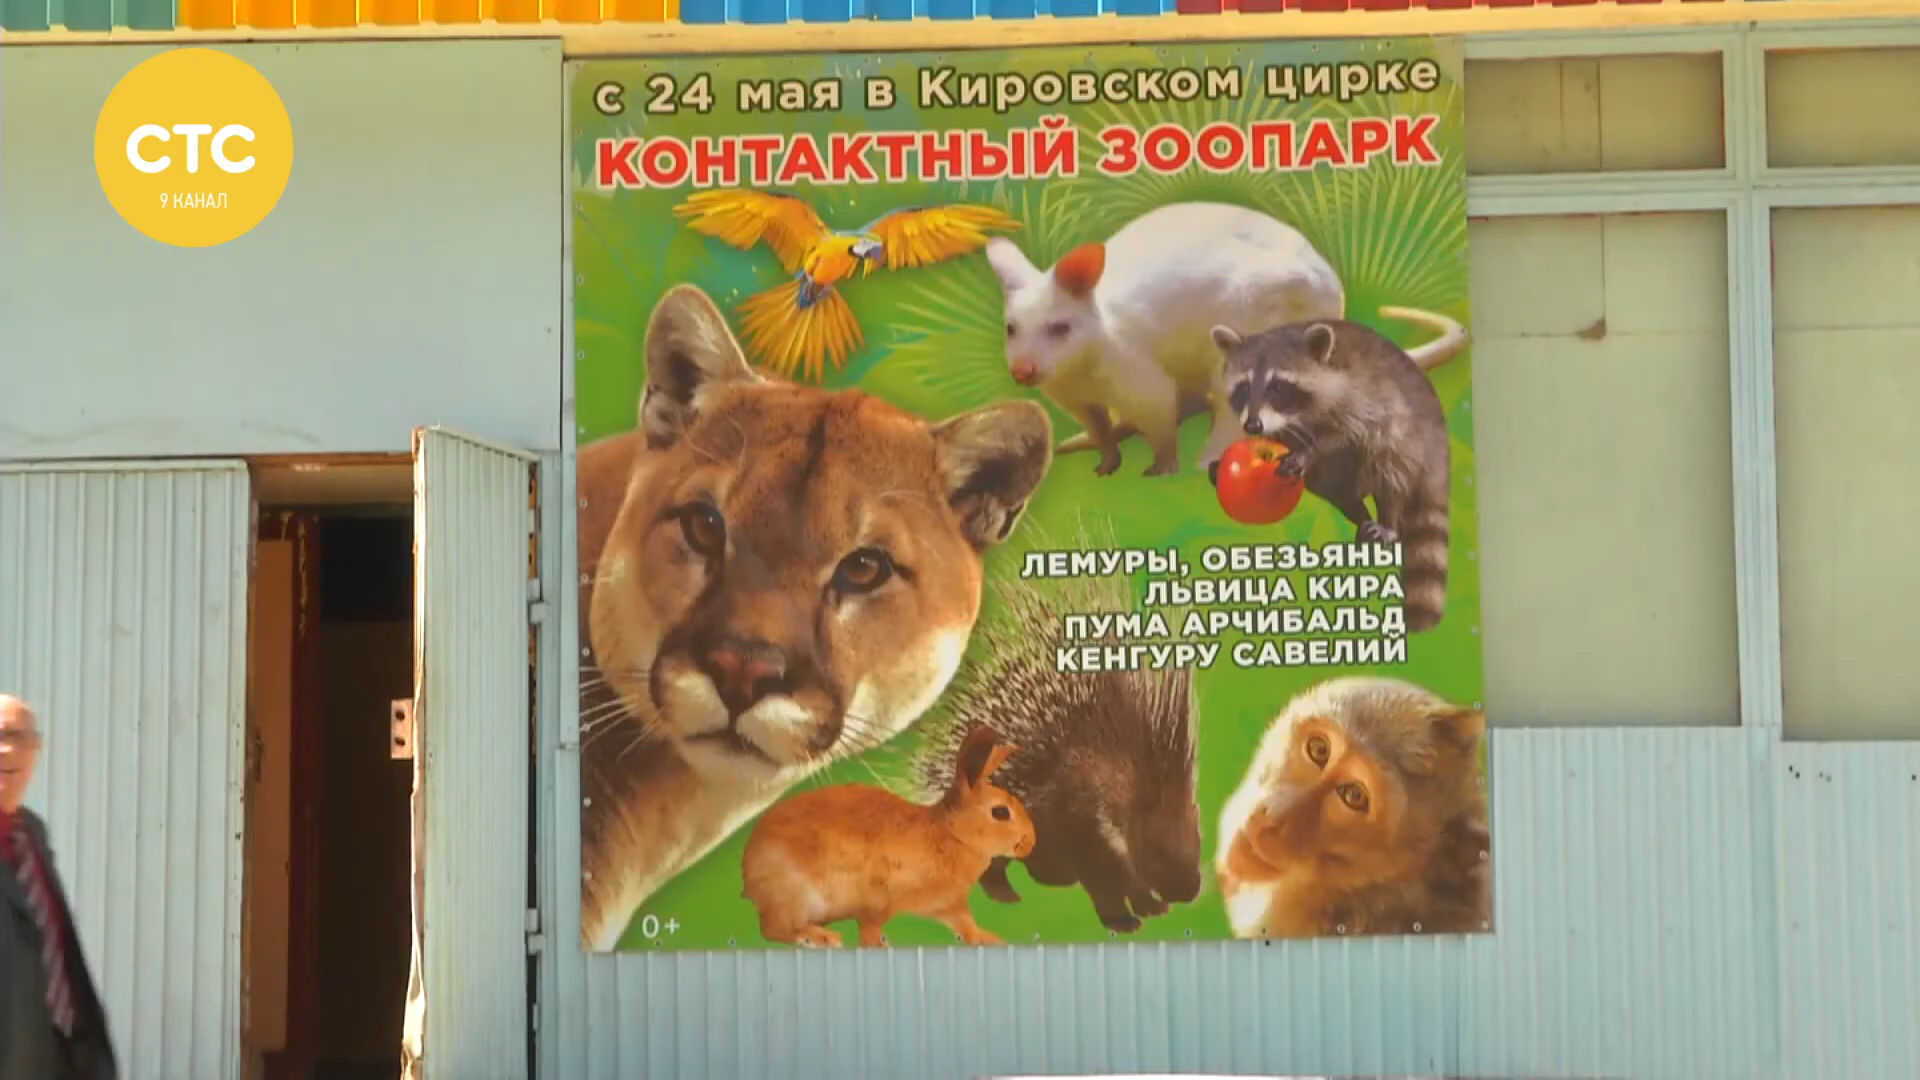 СТС
9 КАНАЛ
с 24 мая в Кировском цирке
КОНТАКТНЫЙ ЗООПАРК
ЛЕМУРЫ, ОБЕЗЬЯНЫ
ЛЬВИЦА КИРА
ПУМА АРЧИБАЛЬД
КЕНГУРУ САВЕЛИЙ
0+